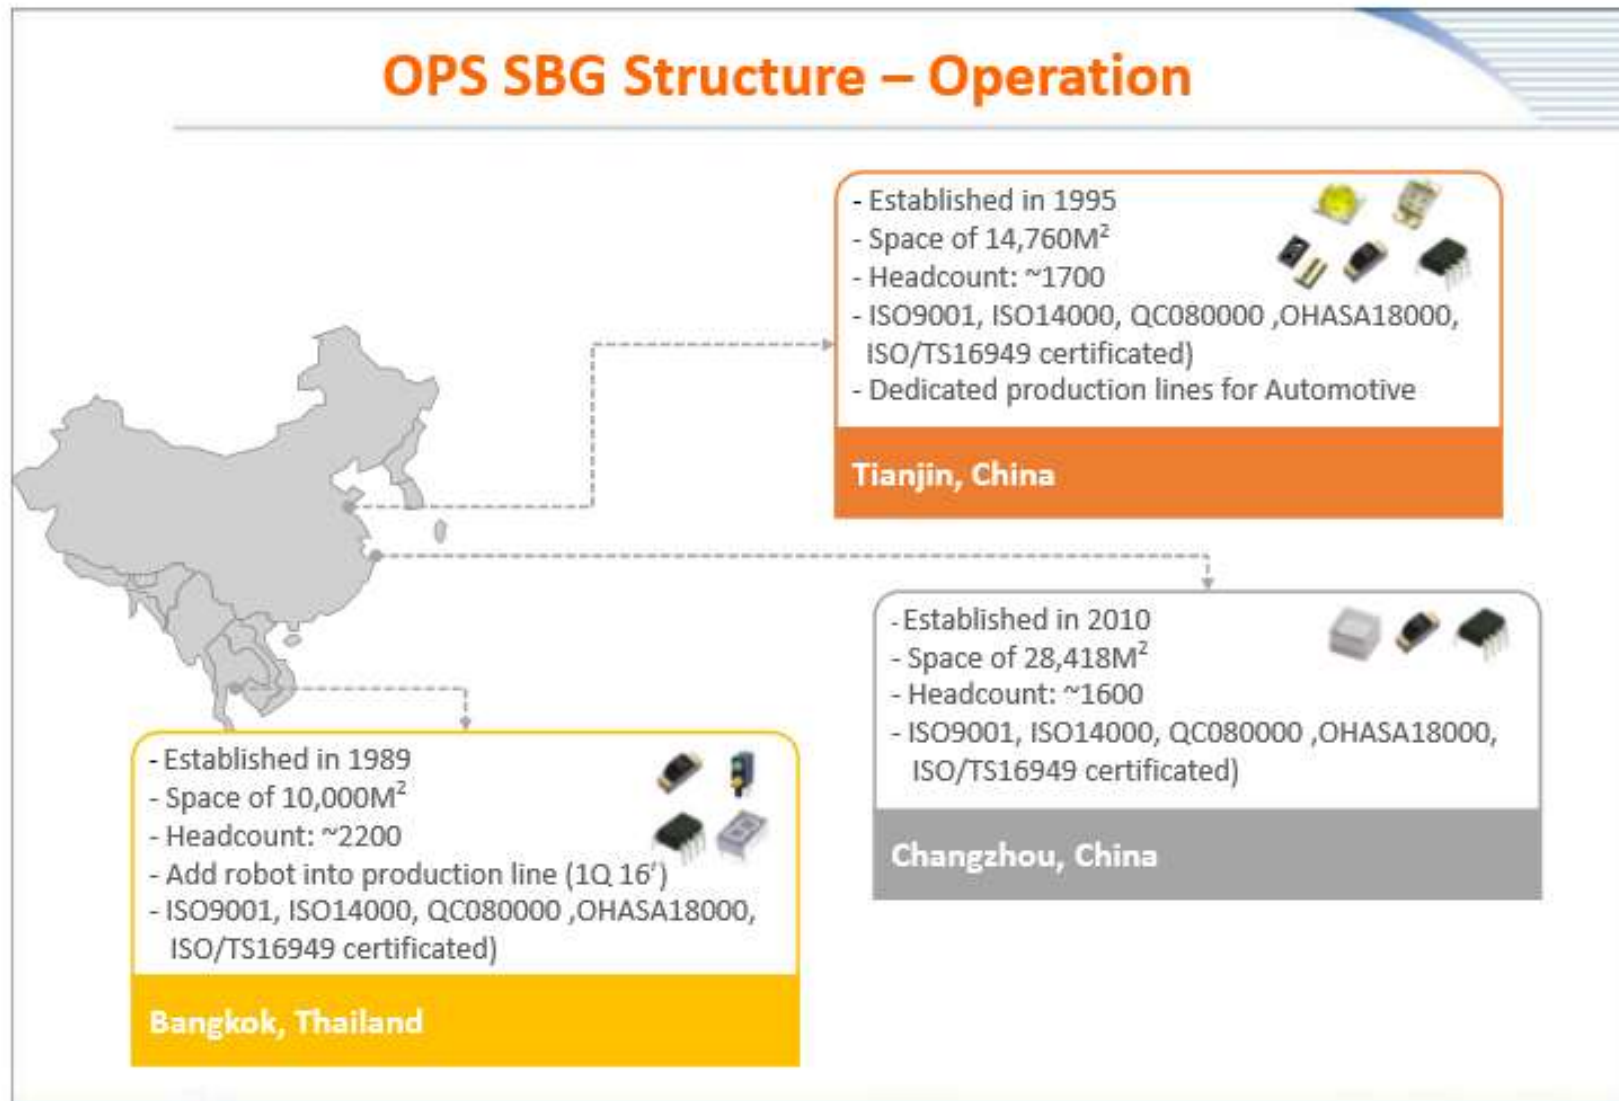 OPS SBG Structure – Operation
- Established in 1995
- Space of 14,760M²
- Headcount: ~1700
- ISO9001, ISO14000, QC080000 ,OHASA18000,
ISO/TS16949 certificated)
- Dedicated production lines for Automotive
Tianjin, China
- Established in 2010
- Space of 28,418M²
- Headcount: ~1600
- ISO9001, ISO14000, QC080000 ,OHASA18000,
ISO/TS16949 certificated)
Changzhou, China
- Established in 1989
- Space of 10,000M²
- Headcount: ~2200
- Add robot into production line (1Q 16’)
- ISO9001, ISO14000, QC080000 ,OHASA18000,
ISO/TS16949 certificated)
Bangkok, Thailand